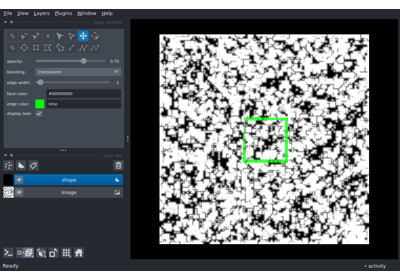 File View Layers Plugins Window Help
layer controls
opacity: 0.70
blending: translucent
edge width: 1
face color: #00000000
edge color: lime
display text:
layer list
shape
Image
Ready
activity